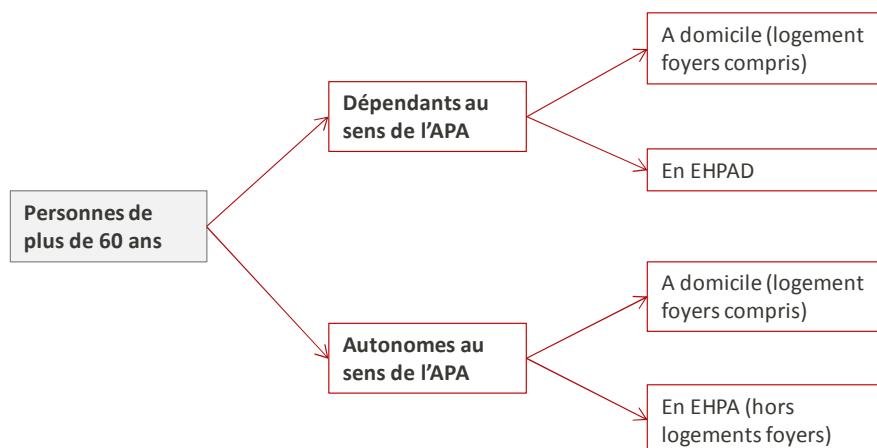 A domicile (logement
foyers compris)
Dépendants au
sens de l'APA
En EHPAD
Personnes de
plus de 60 ans
A domicile (logement
foyers compris)
Autonomes au
sens de l'APA
En EHPA (hors
logements foyers)